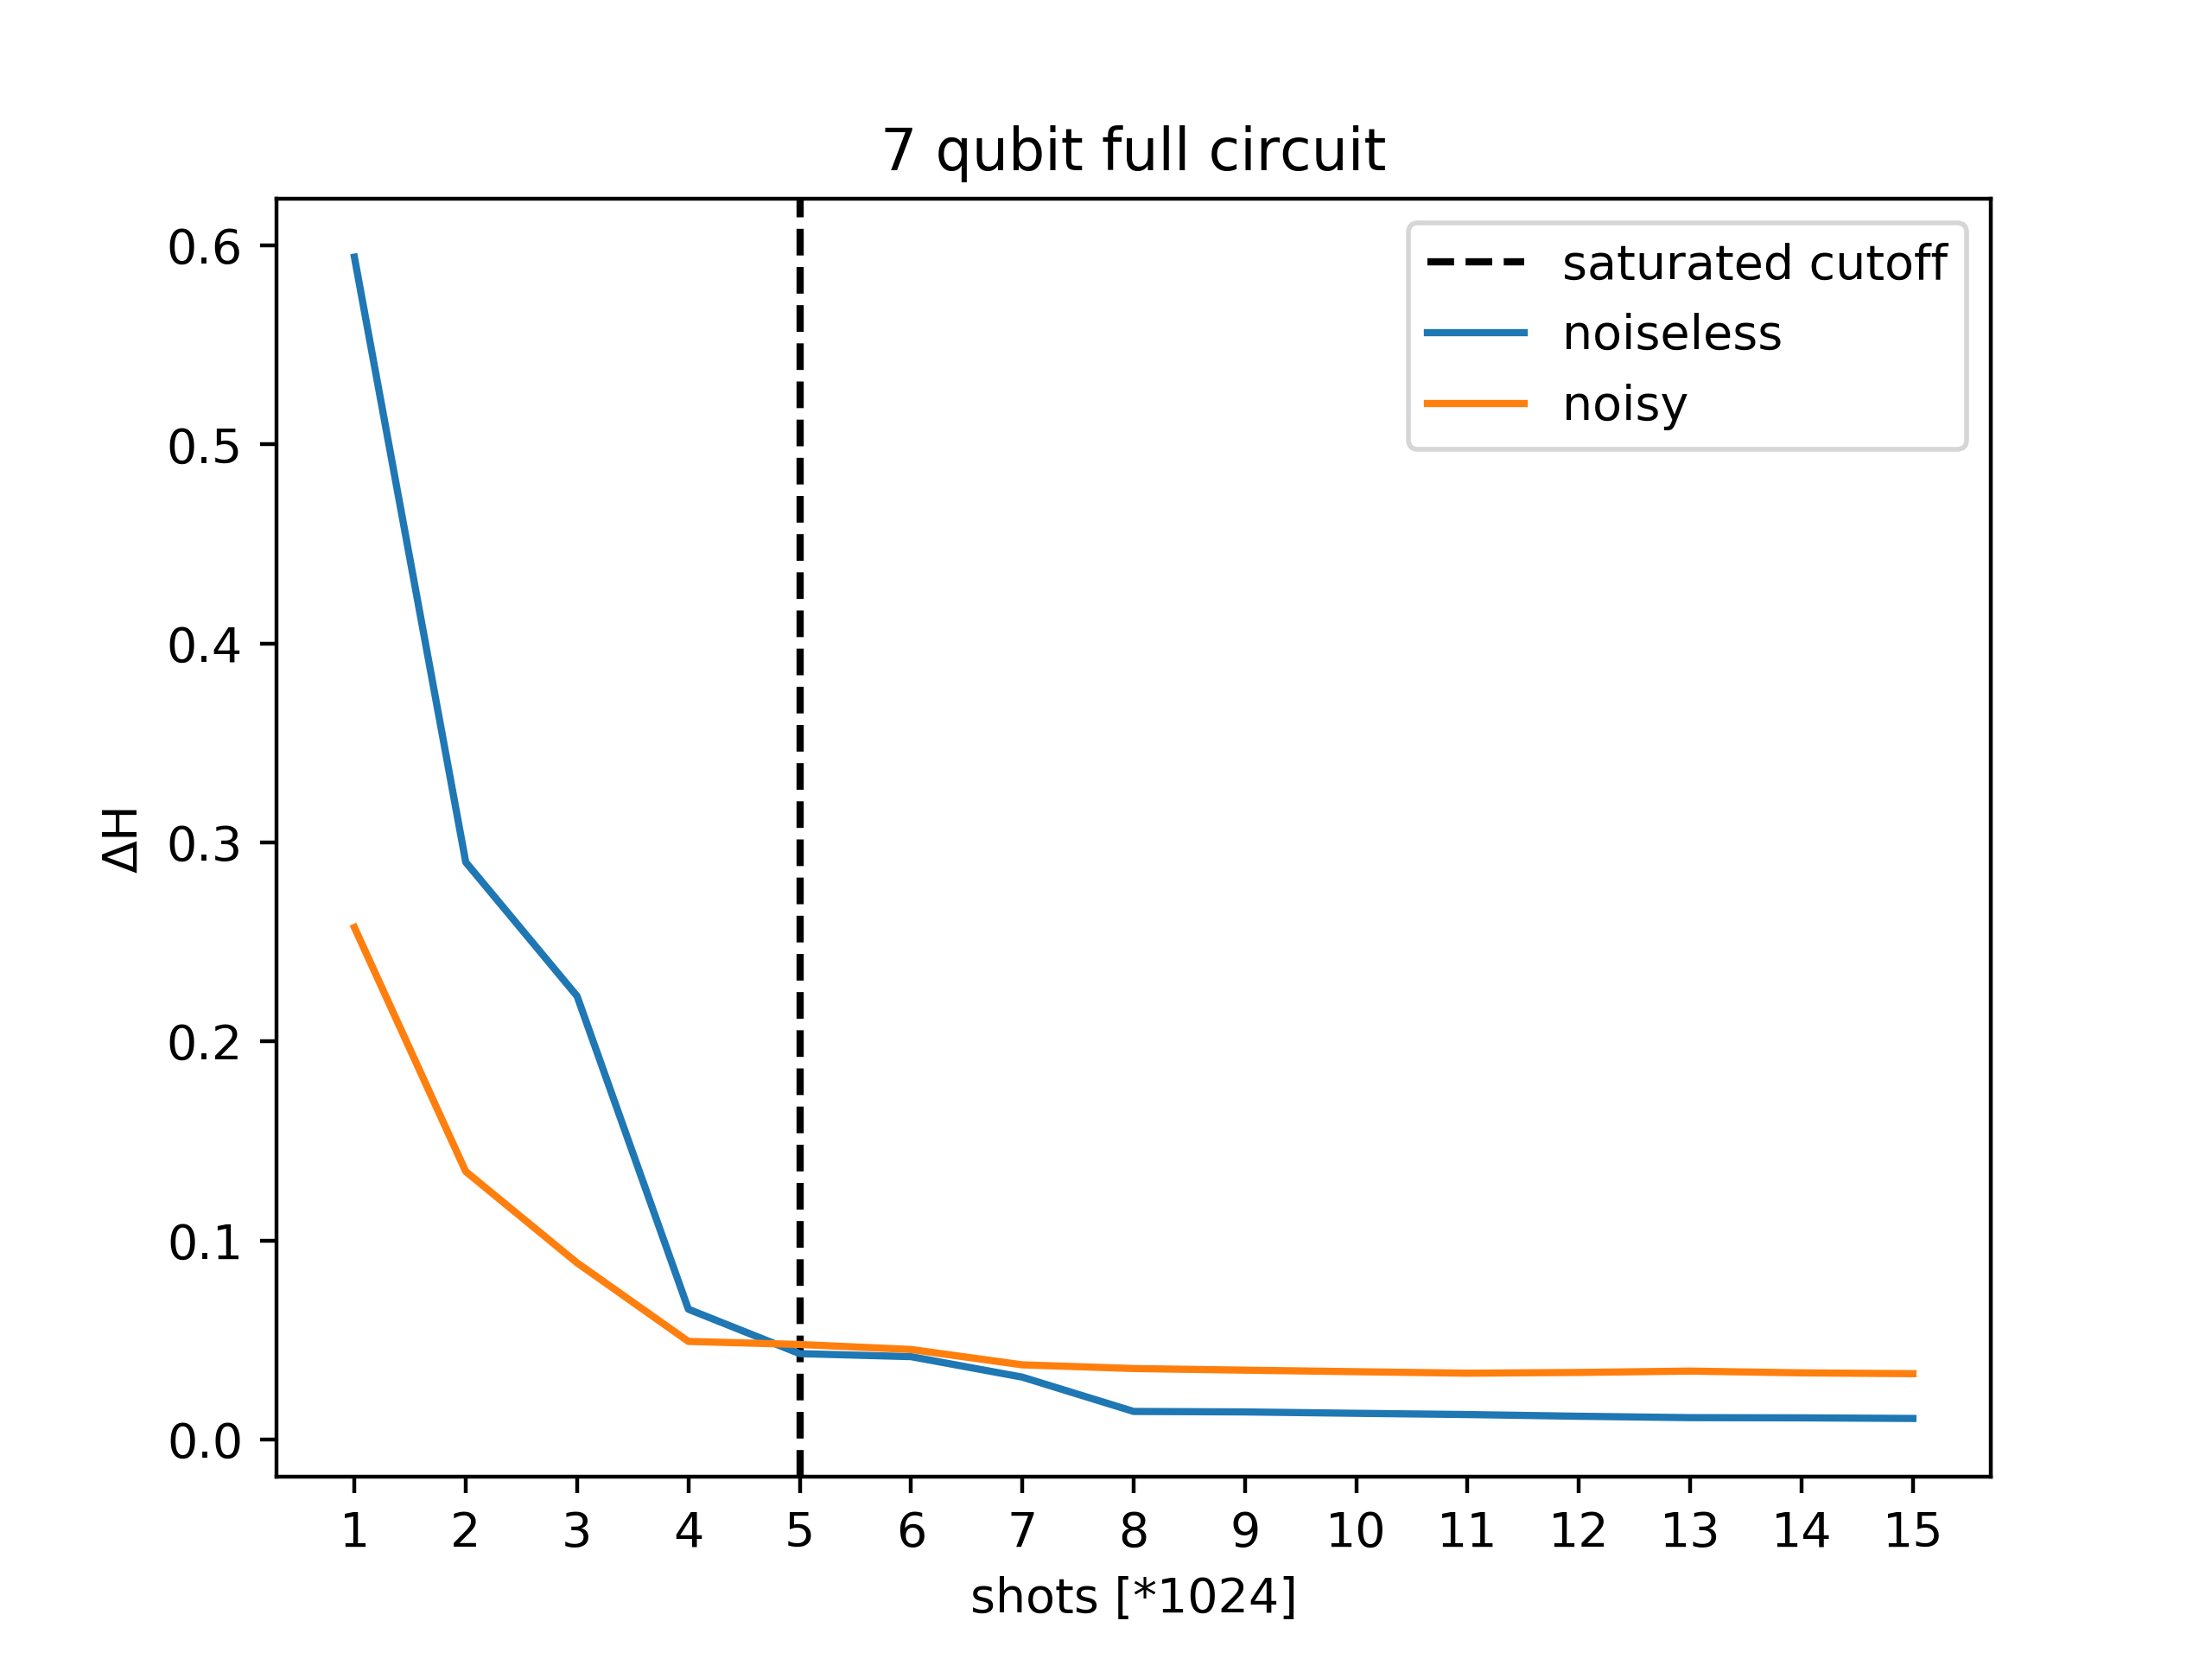 7 qubit full circuit
saturated cutoff
noiseless
noisy
0.6
0.5
0.4
0.3
0.2
0.1
0.0
ΔH
1 2 3 4 5 6 7 8 9 10 11 12 13 14 15
shots [*1024]